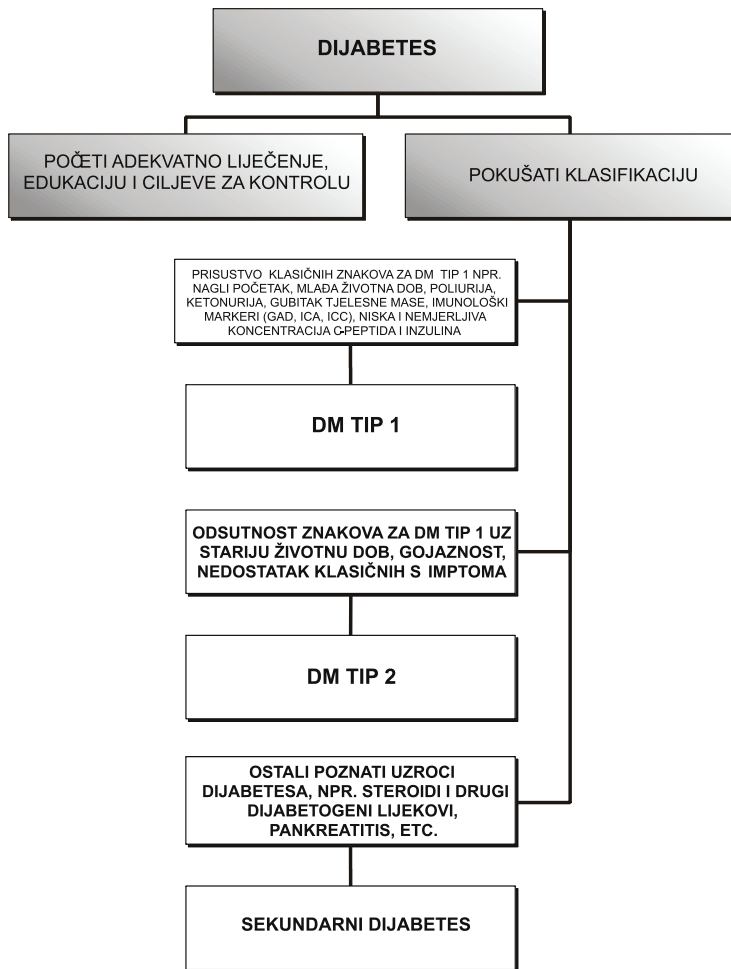 DIJABETES
POČETI ADEKVATNO LIJEČENJE,
EDUKACIJU I CILJEVE ZA KONTROLU
POKUŠATI KLASIFIKACIJU
PRISUSTVO KLASIČNIH ZNAKOVA ZA DM TIP 1 NPR.
NAGLI POČETAK, MLAĐA ŽIVOTNA DOB, POLIURIJA,
KETONURIJA, GUBITAK TJELESNE MASE, IMUNOLOŠKI
MARKERI (GAD, ICA, ICC), NISKA I NEMJERLJIVA
KONCENTRACIJA C-PEPTIDA I INZULINA
DM TIP 1
ODSUTNOST ZNAKOVA ZA DM TIP 1 UZ
STARIJU ŽIVOTNU DOB, GOJAZNOST,
NEDOSTATAK KLASIČNIH S IMPTOMA
DM TIP 2
OSTALI POZNATI UZROCI
DIJABETESA, NPR. STEROIDI I DRUGI
DIJABETOGENI LIJEKOVI,
PANKREATITIS, ETC.
SEKUNDARNI DIJABETES